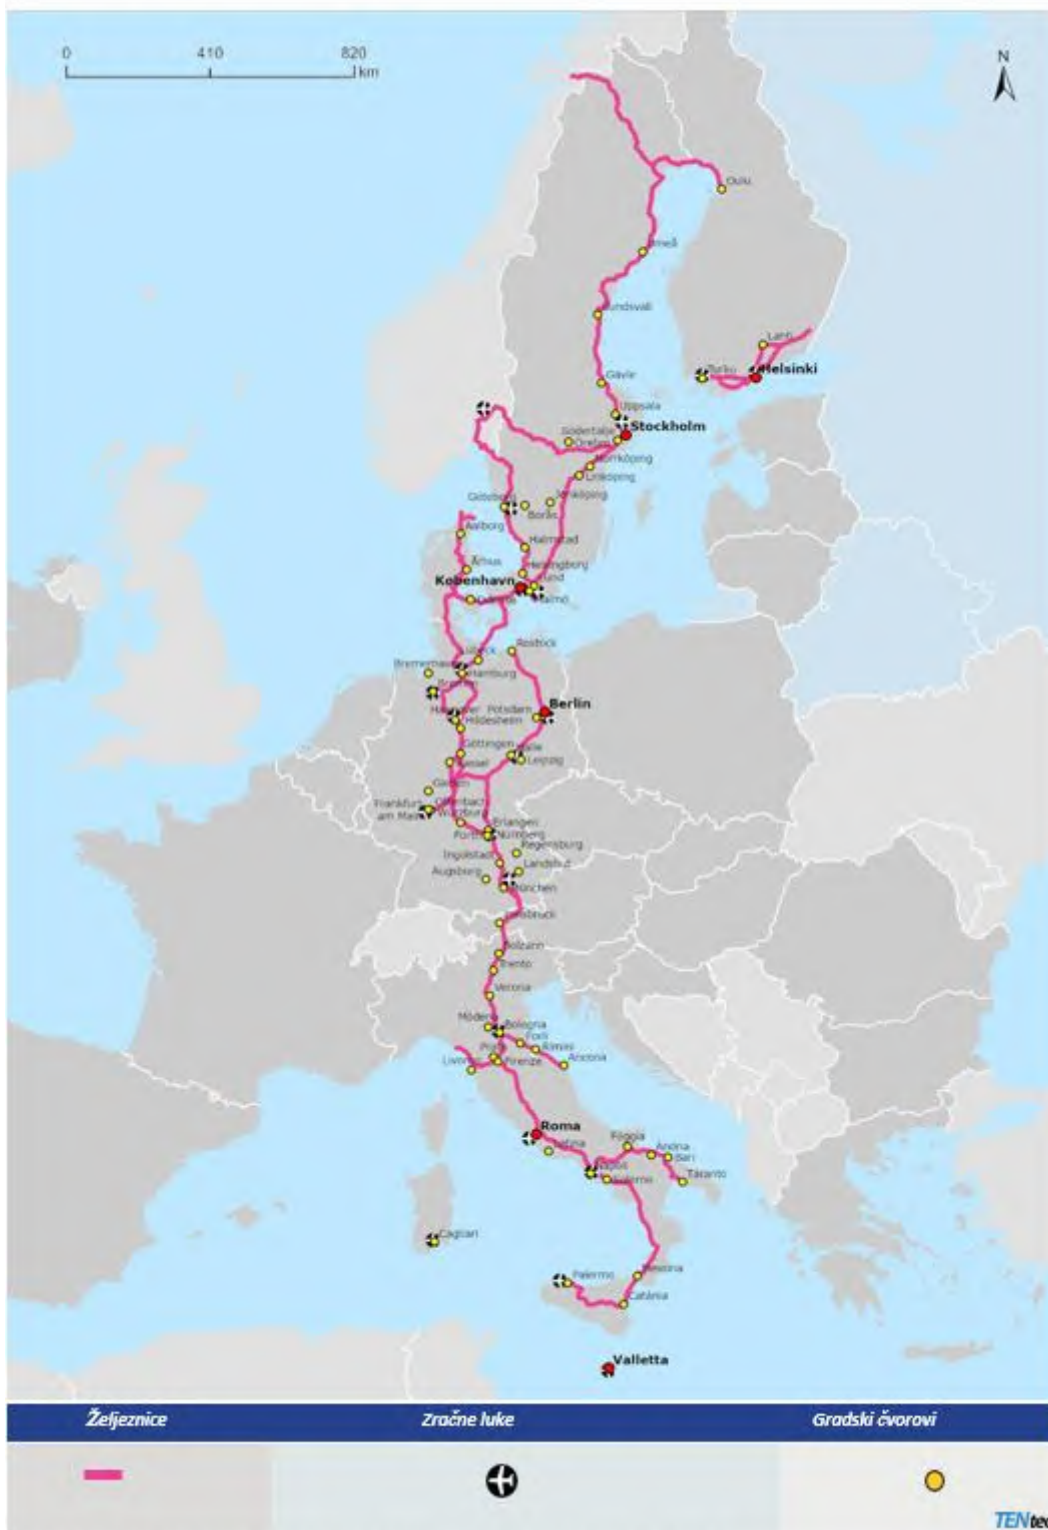 0 410 820
km
N
Oulu
Umeå
Sundsvall
Lahti
Turku
Helsinki
Gävle
Uppsala
Stockholm
Södertälje
Örebro
Norrköping
Linköping
Göteborg
Jönköping
Borås
Aalborg
Halmstad
Århus
Helsingborg
København
Lund
Odense
Malmö
Rostock
Lübeck
Bremerhaven
Hamburg
Bremen
Berlin
Hannover
Potsdam
Hildesheim
Göttingen
Halle
Kassel
Leipzig
Gießen
Offenbach
Frankfurt
am Main
Würzburg
Erlangen
Fürth
Nürnberg
Regensburg
Ingolstadt
Landshut
Augsburg
München
Innsbruck
Bolzano
Trento
Verona
Modena
Bologna
Forlì
Prato
Rimini
Livorno
Firenze
Ancona
Roma
Latina
Foggia
Andria
Bari
Napoli
Salerno
Taranto
Cagliari
Palermo
Messina
Catània
Valletta
Željeznice
Zračne luke
Gradski čvorovi
TENtec